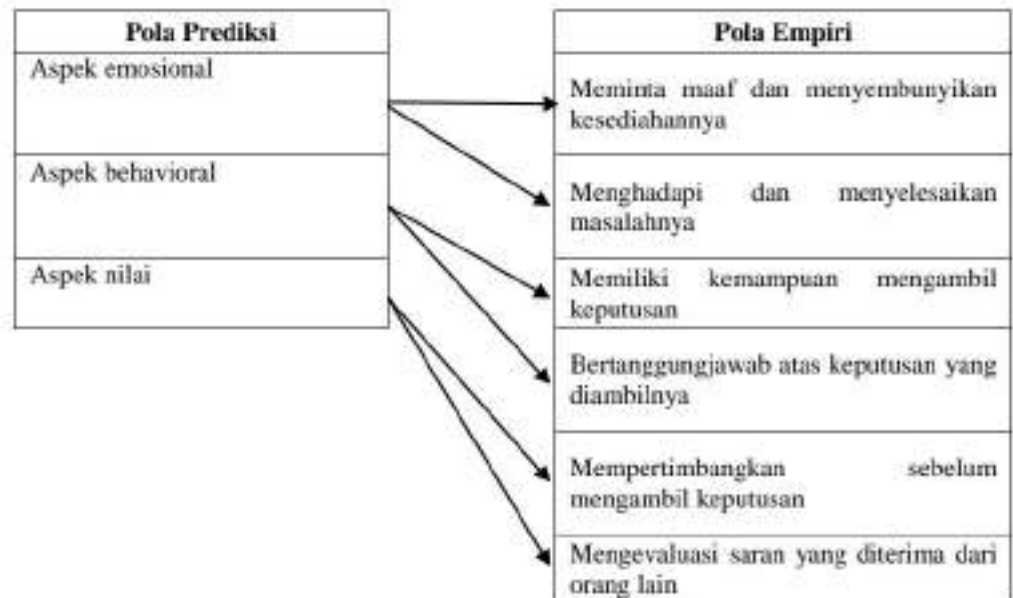 Pola Prediksi
Aspek emosional
Aspek behavioral
Aspek nilai
Pola Empiri
Meminta maaf dan menyembunyikan
kesediahannya
Menghadapi dan menyelesaikan
masalahnya
Memiliki kemampuan mengambil
keputusan
Bertanggungjawab atas keputusan yang
diambilnya
Mempertimbangkan sebelum
mengambil keputusan
Mengevaluasi saran yang diterima dari
orang lain